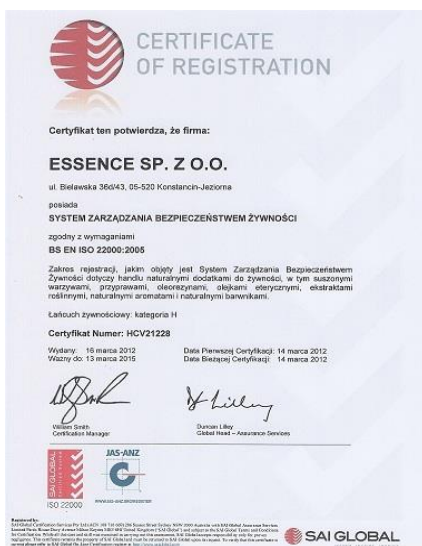 CERTIFICATE
OF REGISTRATION
Certyfikat ten potwierdza, że firma:
ESSENCE SP. Z O.O.
ul. Bielawska 36d/43, 05-520 Konstancin-Jeziorna
posiada
SYSTEM ZARZĄDZANIA BEZPIECZEŃSTWEM ŻYWNOŚCI
zgodny z wymaganiami
BS EN ISO 22000:2005
Zakres rejestracji, jakim objęty jest System Zarządzania Bezpieczeństwem
Żywności dotyczy handlu naturalnymi dodatkami do żywności, w tym suszonymi
warzywami, przyprawami, oleorezynami, olejkami eterycznymi, ekstraktami
roślinnymi, naturalnymi aromatami i naturalnymi barwnikami.
Łańcuch żywnościowy: kategoria H
Certyfikat Numer: HCV21228
Wydany: 16 marca 2012 Data Pierwszej Certyfikacji: 14 marca 2012
Ważny do: 13 marca 2015 Data Bieżącej Certyfikacji: 14 marca 2012
William Smith
Certification Manager
Duncan Lilley
Global Head – Assurance Services
SAI GLOBAL
JAS-ANZ
ISO 22000
Registered by:
SAI GLOBAL